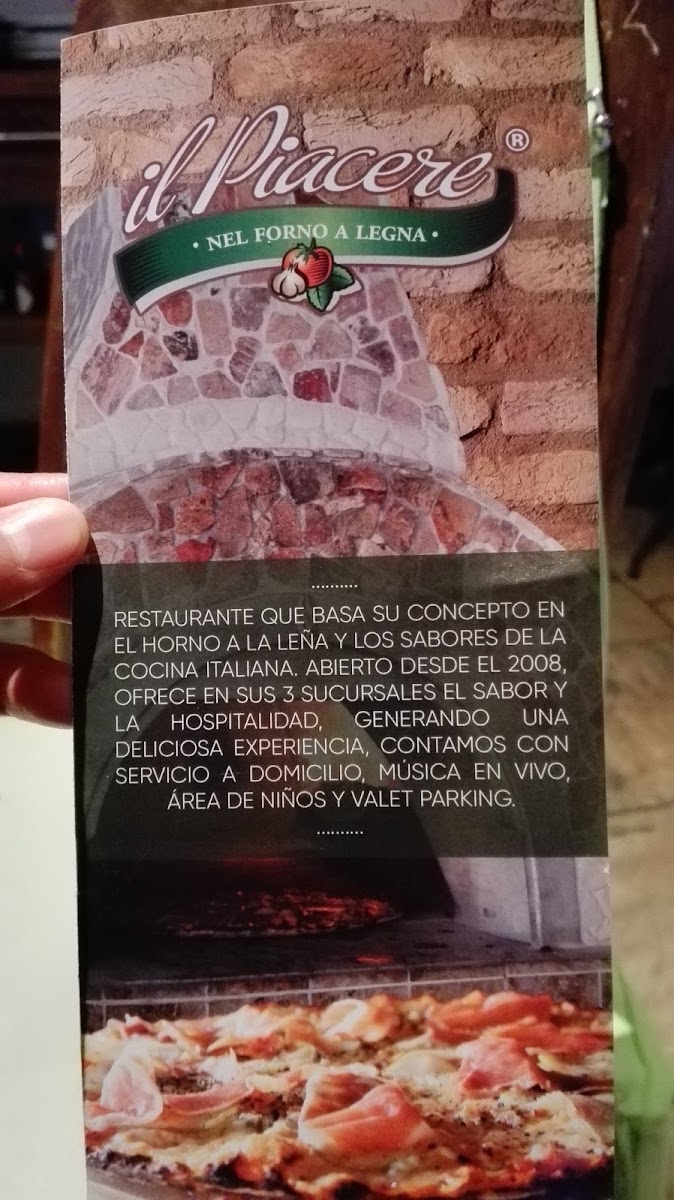 il Piacere ®
• NEL FORNO A LEGNA •
RESTAURANTE QUE BASA SU CONCEPTO EN
EL HORNO A LA LEÑA Y LOS SABORES DE LA
COCINA ITALIANA. ABIERTO DESDE EL 2008,
OFRECE EN SUS 3 SUCURSALES EL SABOR Y
LA HOSPITALIDAD, GENERANDO UNA
DELICIOSA EXPERIENCIA, CONTAMOS CON
SERVICIO A DOMICILIO, MÚSICA EN VIVO,
ÁREA DE NIÑOS Y VALET PARKING.